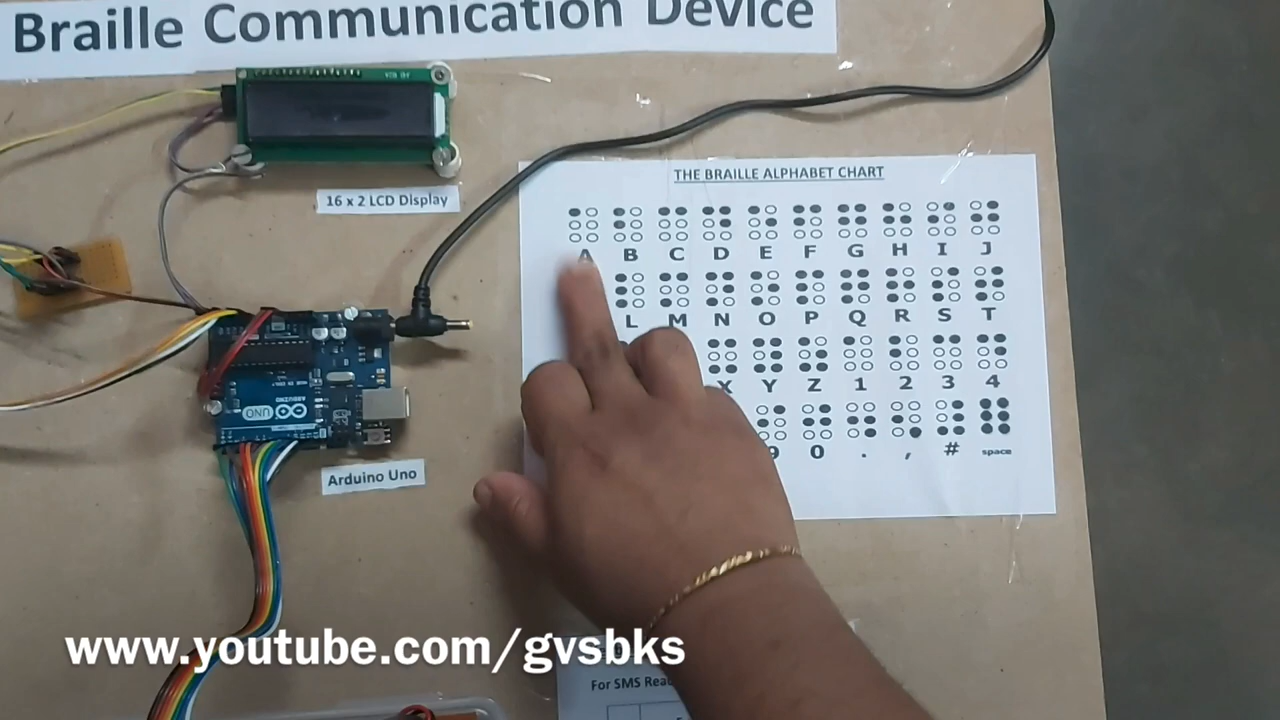 Braille Communication Device
16 x 2 LCD Display
THE BRAILLE ALPHABET CHART
A B C D E F G H I J
L M N O P Q R S T
X Y Z 1 2 3 4
0 . , # space
UNO
ARDUINO
Arduino Uno
www.youtube.com/gvsbks
For SMS